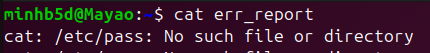 minhb5d@Mayao:~$ cat err_report
cat: /etc/pass: No such file or directory